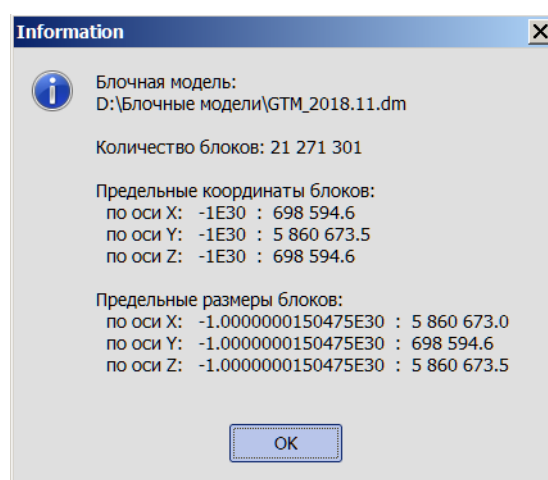 Information
Блочная модель:
D:\Блочные модели\GTM_2018.11.dm
Количество блоков: 21 271 301
Предельные координаты блоков:
по оси X: -1E30 : 698 594.6
по оси Y: -1E30 : 5 860 673.5
по оси Z: -1E30 : 698 594.6
Предельные размеры блоков:
по оси X: -1.0000000150475E30 : 5 860 673.0
по оси Y: -1.0000000150475E30 : 698 594.6
по оси Z: -1.0000000150475E30 : 5 860 673.5
OK